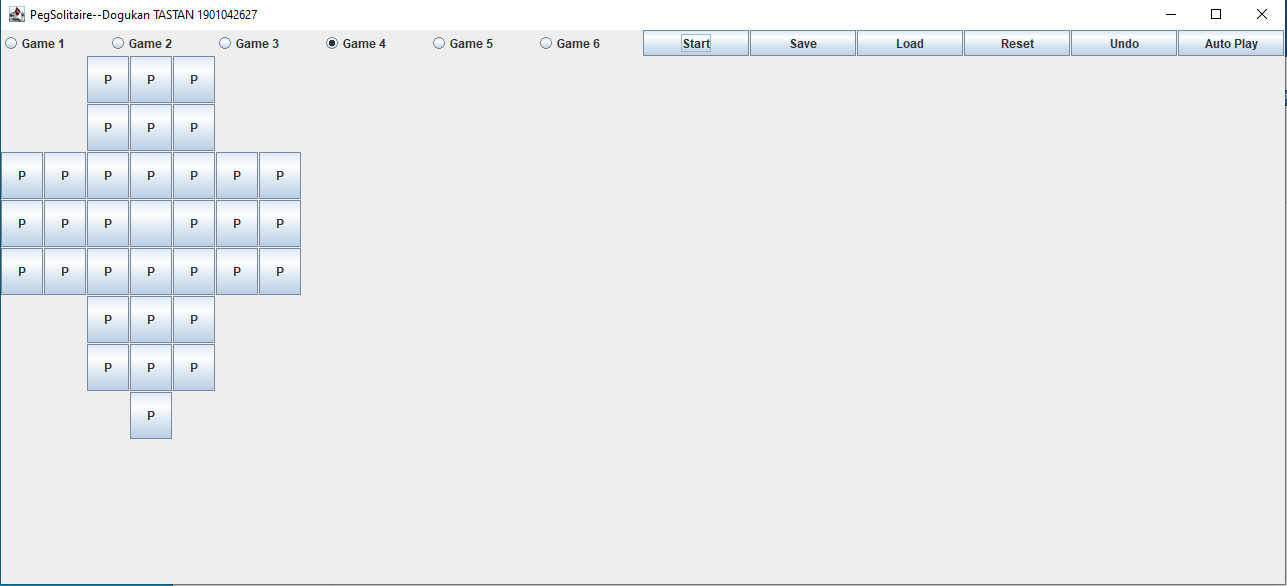 PegSolitaire--Dogukan TASTAN 1901042627
Game 1 Game 2 Game 3 Game 4 Game 5 Game 6 Start Save Load Reset Undo Auto Play
P P P
P P P
P P P P P P P
P P P P P P
P P P P P P P
P P P
P P P
P